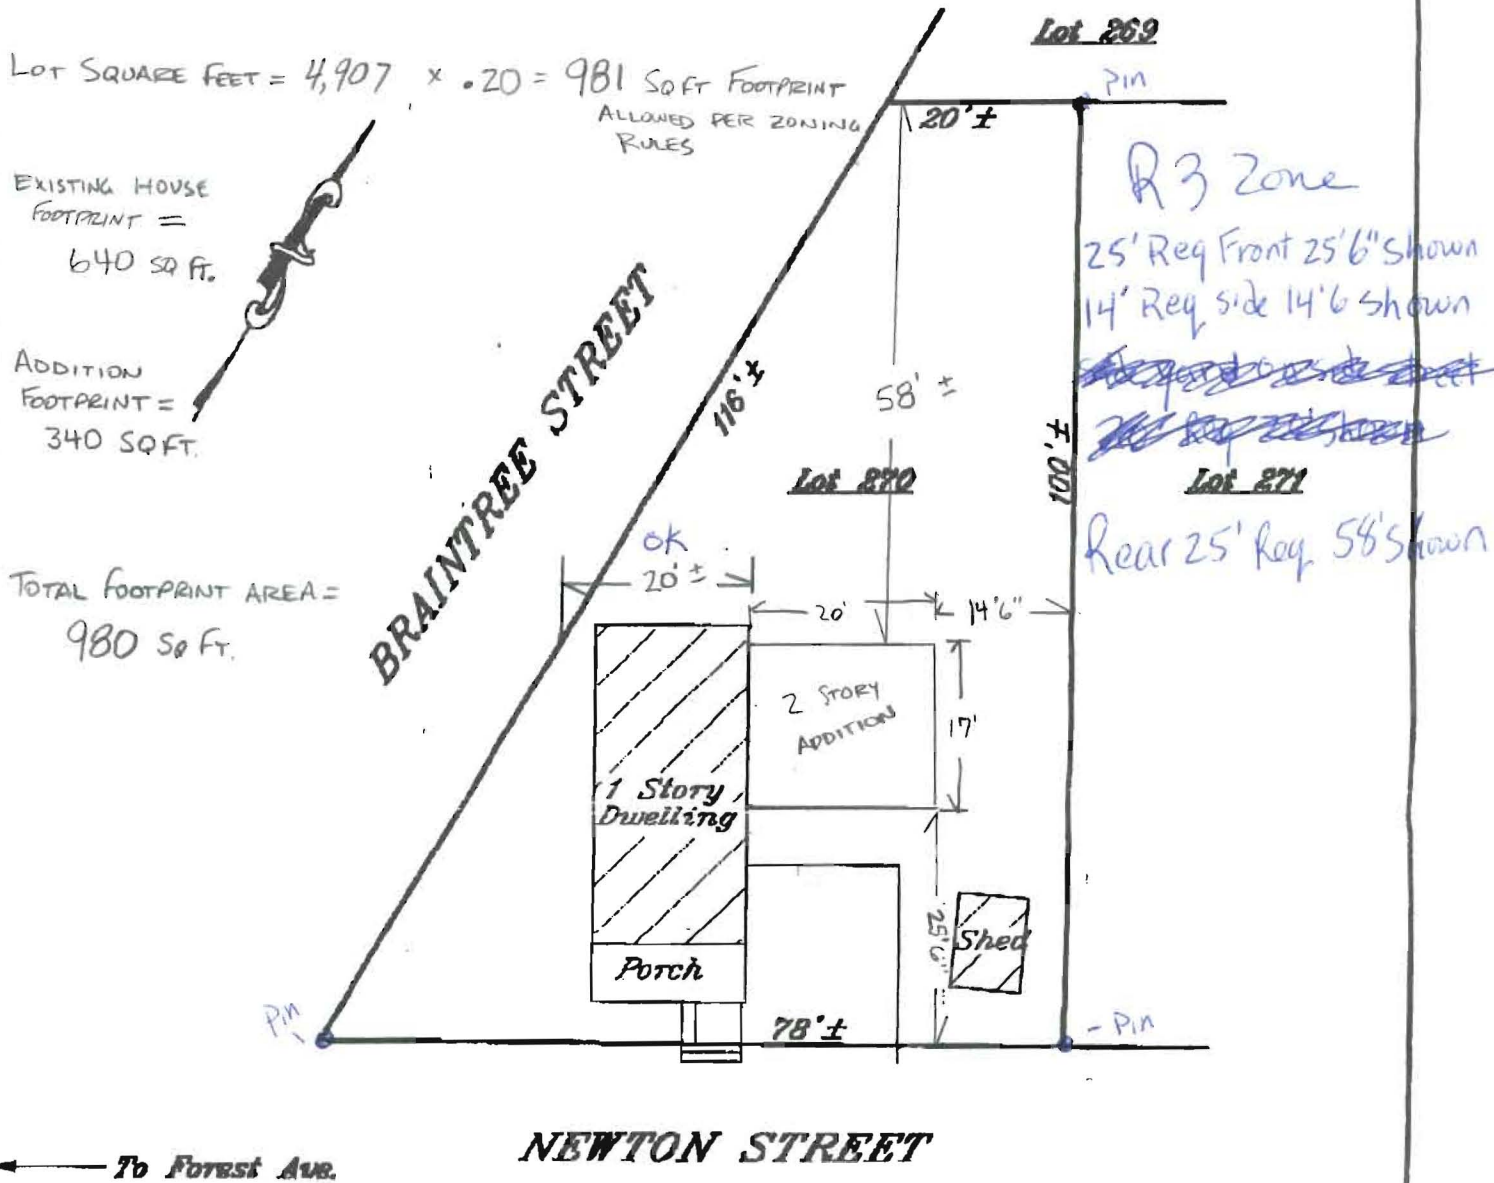 Lot 269
Lot Square Feet = 4,907 × .20 = 981 SqFt Footprint
Allowed per zoning
Rules
Pin
20'±
Existing House
Footprint =
640 sq ft.
R3 Zone
25' Req Front 25'6" Shown
14' Req side 14'6 Shown
Addition
Footprint =
340 SqFt.
BRAINTREE STREET
116'±
58' ±
100'±
Lot 270
Lot 271
Rear 25' Req 58' Shown
OK
20'±
20'
14'6"
Total Footprint Area =
980 Sq Ft.
2 Story
Addition
17'
1 Story
Dwelling
25'6"
Shed
Porch
Pin
78'±
- Pin
NEWTON STREET
To Forest Ave.